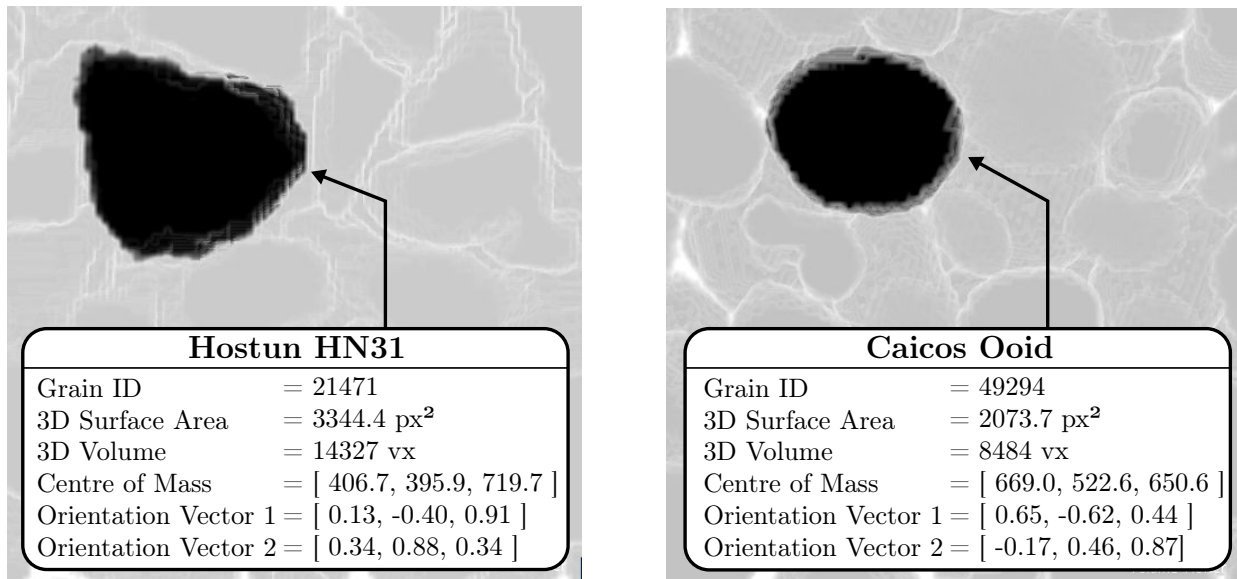 Hostun HN31
Grain ID = 21471
3D Surface Area = 3344.4 px²
3D Volume = 14327 vx
Centre of Mass = [ 406.7, 395.9, 719.7 ]
Orientation Vector 1 = [ 0.13, -0.40, 0.91 ]
Orientation Vector 2 = [ 0.34, 0.88, 0.34 ]
Caicos Ooid
Grain ID = 49294
3D Surface Area = 2073.7 px²
3D Volume = 8484 vx
Centre of Mass = [ 669.0, 522.6, 650.6 ]
Orientation Vector 1 = [ 0.65, -0.62, 0.44 ]
Orientation Vector 2 = [ -0.17, 0.46, 0.87]